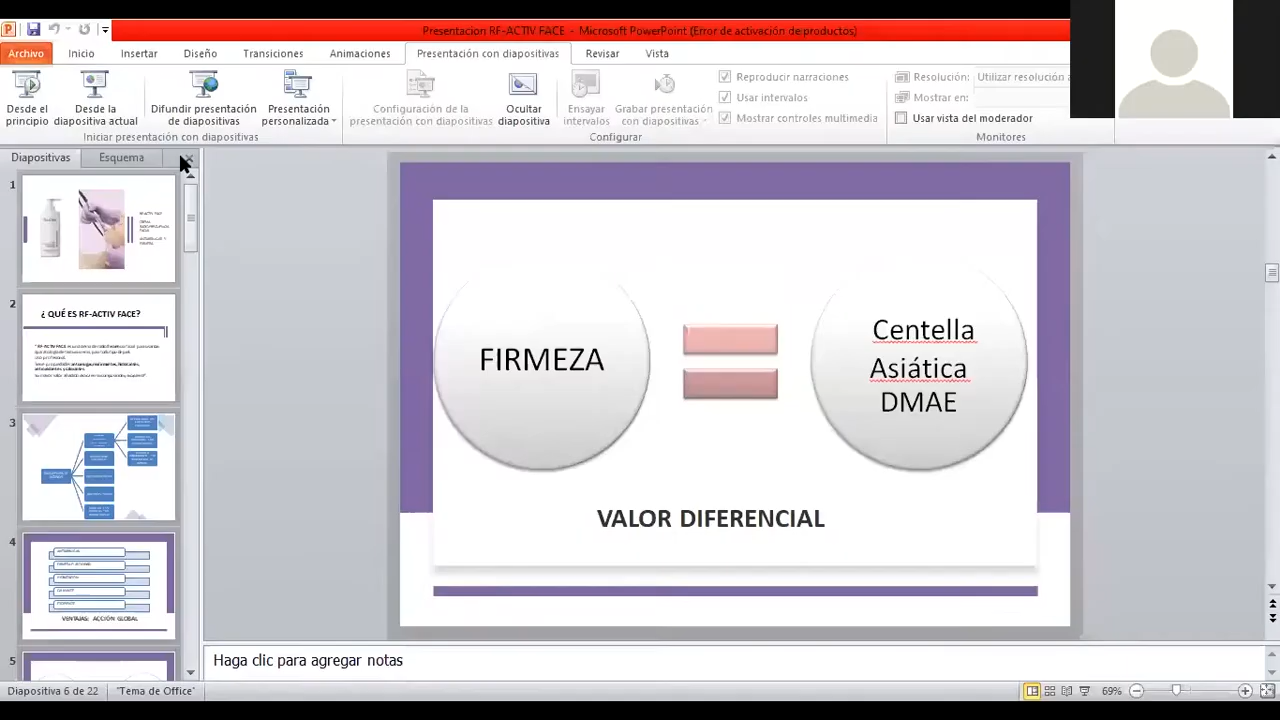 Presentacion RF-ACTIV FACE - Microsoft PowerPoint (Error de activación de productos)
Archivo Inicio Insertar Diseño Transiciones Animaciones Presentación con diapositivas Revisar Vista
Desde el principio
Desde la diapositiva actual
Difundir presentación de diapositivas
Presentación personalizada
Configuración de la presentación con diapositivas
Ocultar diapositiva
Ensayar intervalos
Grabar presentación con diapositivas
Reproducir narraciones
Usar intervalos
Mostrar controles multimedia
Resolución: Utilizar resolución
Mostrar en:
Usar vista del moderador
Iniciar presentación con diapositivas
Configurar
Monitores
Diapositivas Esquema
1
2
¿ QUÉ ES RF-ACTIV FACE?
3
4
VENTAJAS: ACCIÓN GLOBAL
5
FIRMEZA
Centella
Asiática
DMAE
VALOR DIFERENCIAL
Haga clic para agregar notas
Diapositiva 6 de 22 "Tema de Office" 69%